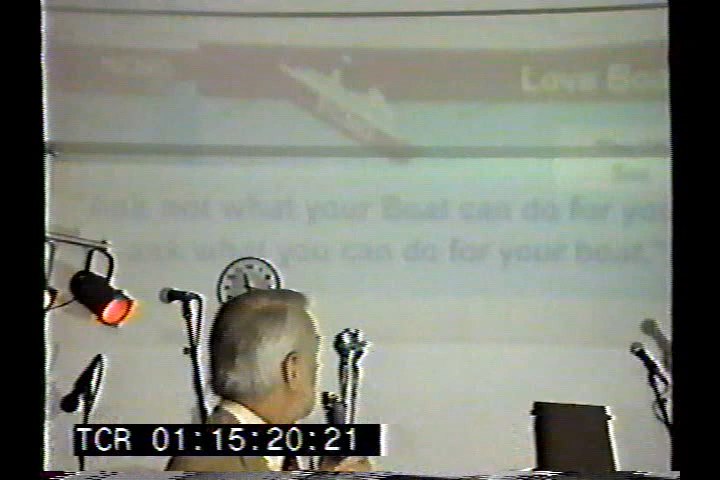 Love Boat
"Ask not what your Boat can do for you
ask what you can do for your boat."
TCR 01:15:20:21